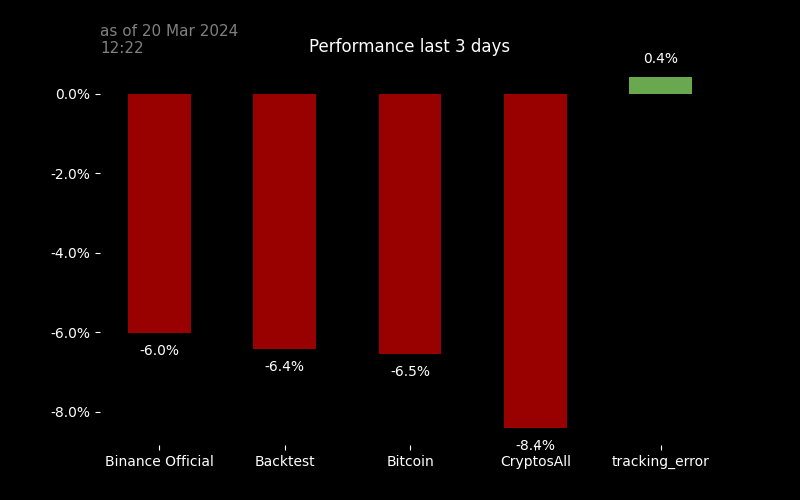 as of 20 Mar 2024
12:22
Performance last 3 days
0.4%
0.0%
-2.0%
-4.0%
-6.0%
-8.0%
-6.0%
-6.4%
-6.5%
-8.4%
Binance Official
Backtest
Bitcoin
CryptosAll
tracking_error